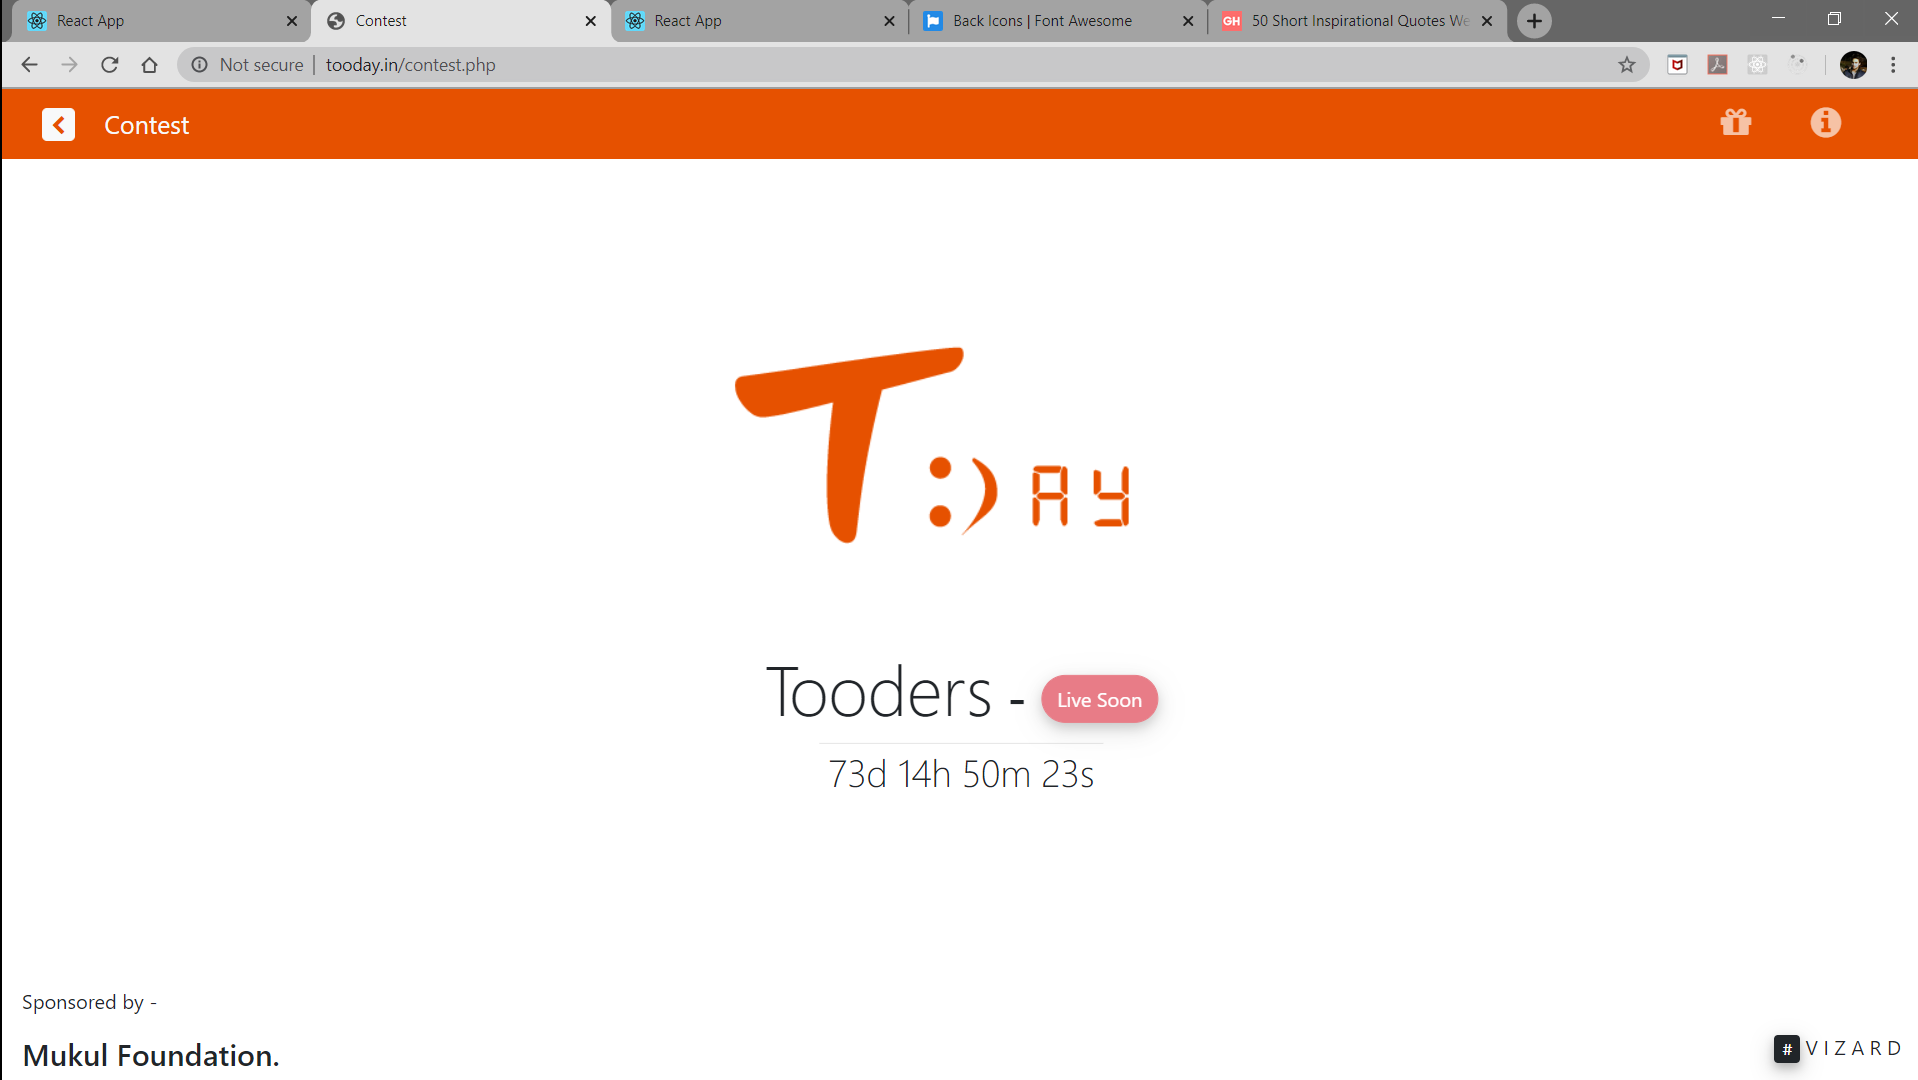 React App
Contest
React App
Back Icons | Font Awesome
GH
50 Short Inspirational Quotes We
Not secure
tooday.in/contest.php
Contest
T:)AY
Tooders -
Live Soon
73d 14h 50m 23s
Sponsored by -
Mukul Foundation.
# VIZARD